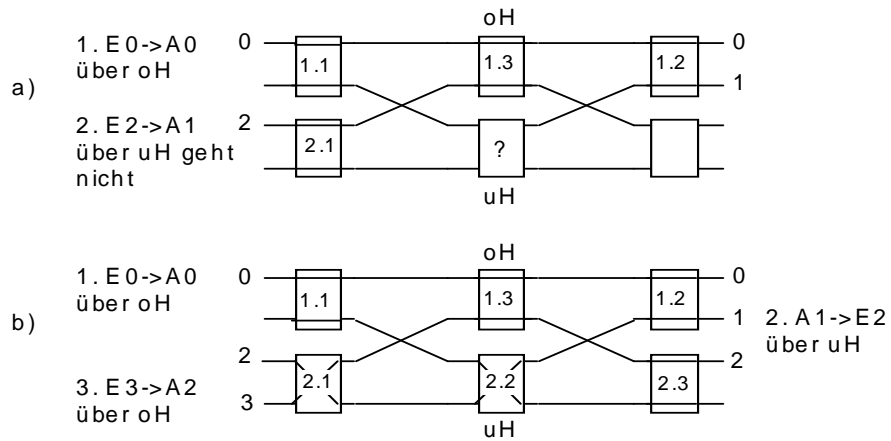 a)
1. E0->A0
über oH
2. E2->A1
über uH geht
nicht
0
2
oH
1.1
1.3
1.2
2.1
?
uH
0
1
b)
1. E0->A0
über oH
3. E3->A2
über oH
0
2
3
oH
1.1
1.3
1.2
2.1
2.2
2.3
uH
0
1
2
2. A1->E2
über uH